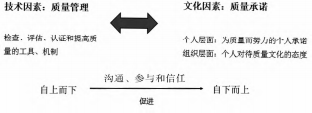 技术因素：质量管理
文化因素：质量承诺
检查、评估、认证和提高质
量的工具、机制
个人层面：为质量而努力的个人承诺
组织层面：个人对待质量文化的态度
自上而下
沟通、参与和信任
促进
自下而上